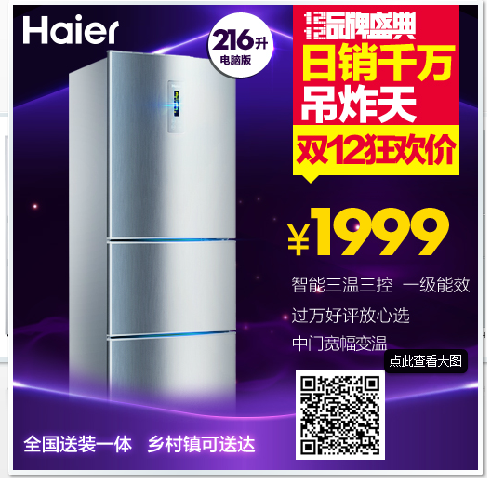 Haier
216升
电脑版
12.12品牌盛典
日销千万
吊炸天
双12狂欢价
¥1999
智能三温三控 一级能效
过万好评放心选
中门宽幅变温
点此查看大图
全国送装一体 乡村镇可送达